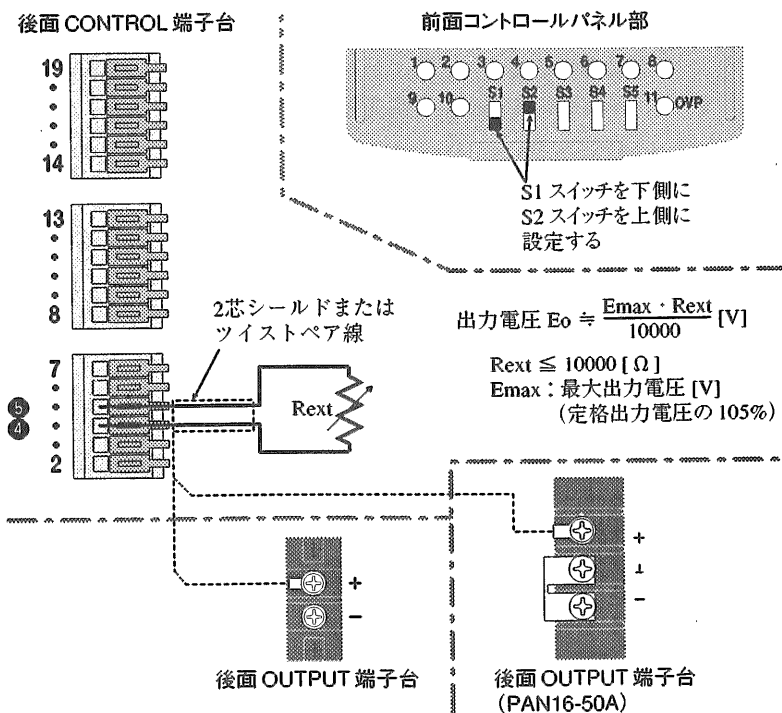 後面 CONTROL 端子台
19
14
13
8
7
❺
❹
2
2芯シールドまたは
ツイストペア線
Rext
前面コントロールパネル部
1 2 3 4 5 6 7 8
9 10 S1 S2 S3 S4 S5 11 OVP
S1 スイッチを下側に
S2 スイッチを上側に
設定する
出力電圧 Eo ≒ Emax・Rext / 10000 [V]
Rext ≦ 10000 [Ω]
Emax：最大出力電圧 [V]
（定格出力電圧の 105%）
+
−
後面 OUTPUT 端子台
+
⊥
−
後面 OUTPUT 端子台
(PAN16-50A)